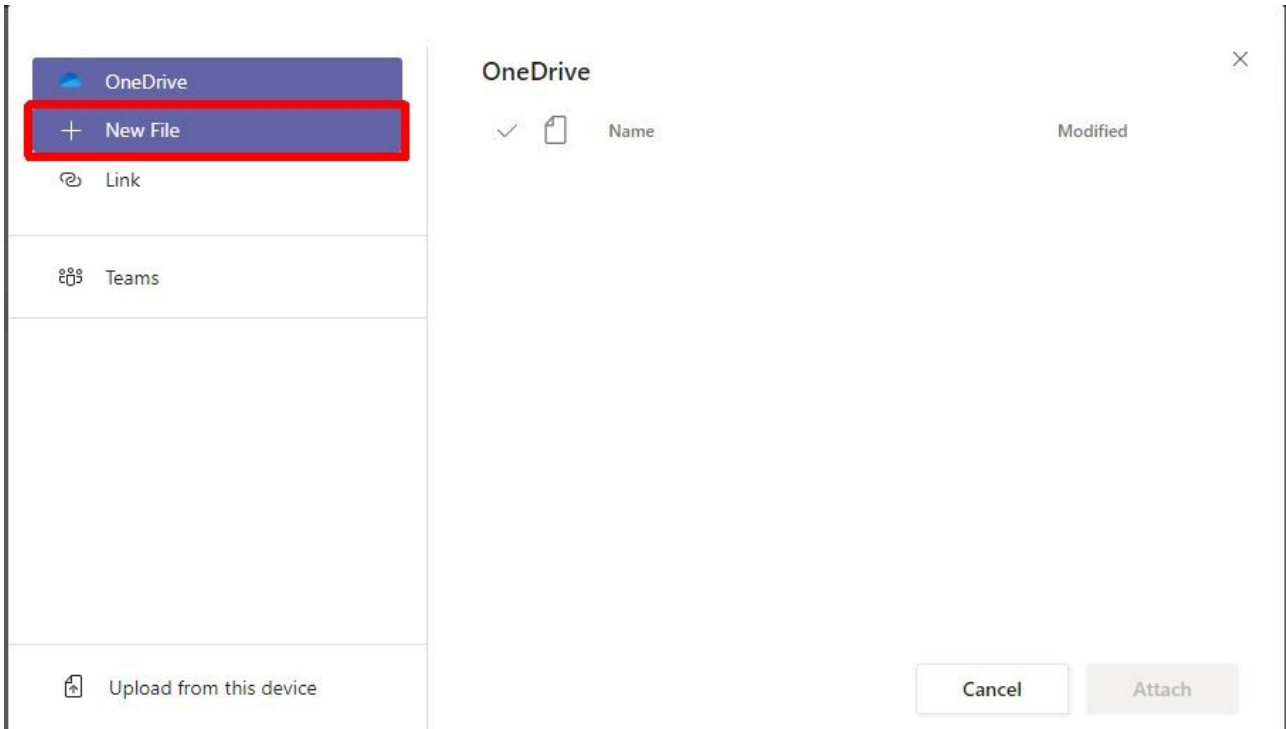 OneDrive
New File
Link
Teams
Upload from this device
OneDrive
Name Modified
Cancel Attach